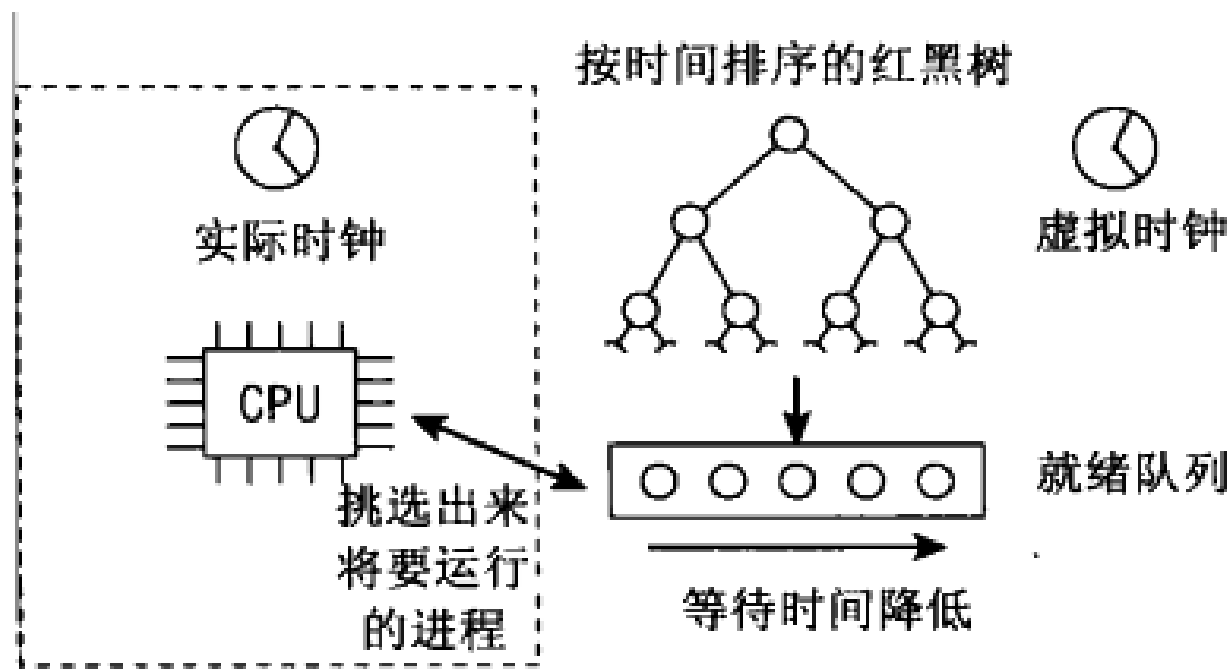 按时间排序的红黑树
实际时钟
虚拟时钟
CPU
就绪队列
挑选出来
将要运行
的进程
等待时间降低